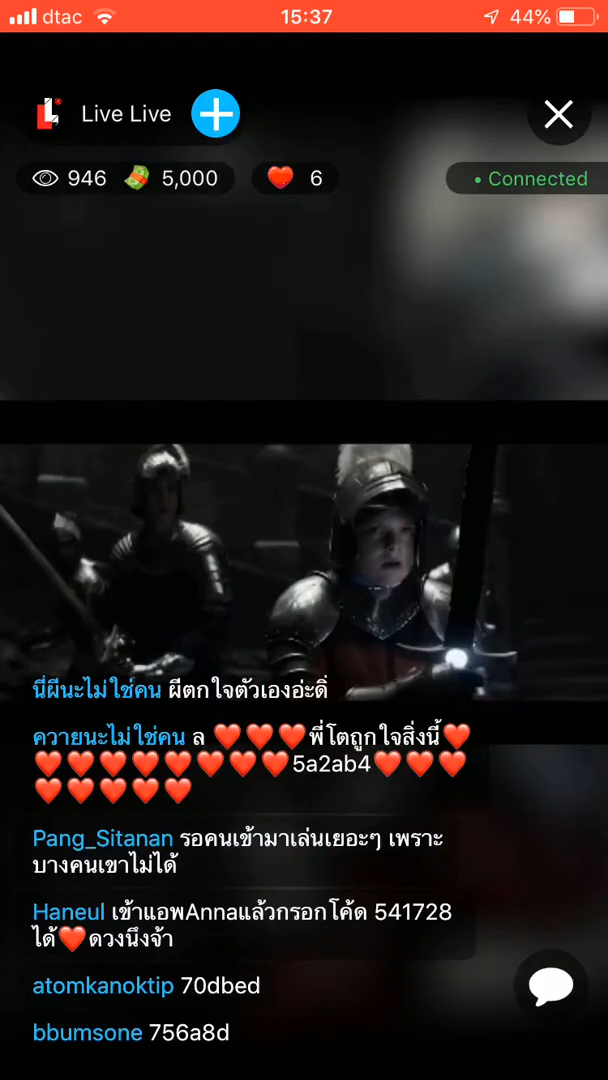 dtac 15:37 44%
Live Live
946 5,000 6 • Connected
นี่ผีนะไม่ใช่คน ผีตกใจตัวเองอ่ะดิ่
ควายนะไม่ใช่คน ล ❤️❤️❤️พี่โตถูกใจสิ่งนี้❤️
❤️❤️❤️❤️❤️❤️❤️❤️5a2ab4❤️❤️❤️
❤️❤️❤️❤️❤️
Pang_Sitanan รอคนเข้ามาเล่นเยอะๆ เพราะ
บางคนเขาไม่ได้
Haneul เข้าแอพAnnaแล้วกรอกโค้ด 541728
ได้❤️ดวงนึงจ้า
atomkanoktip 70dbed
bbumsone 756a8d